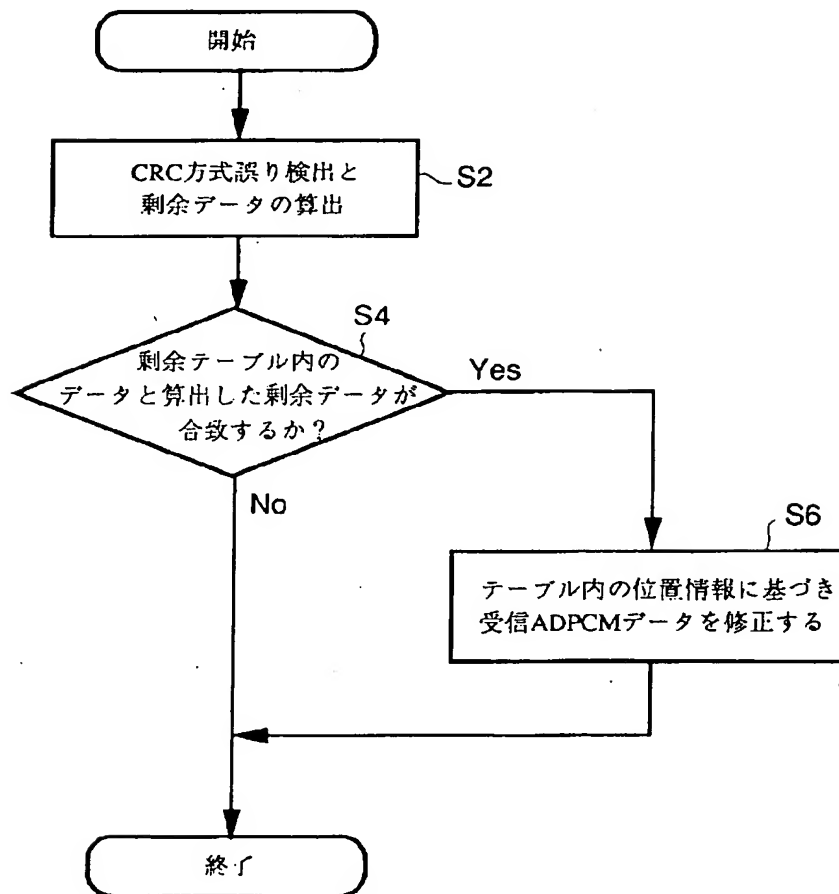 開始
CRC方式誤り検出と
剰余データの算出
S2
S4
剰余テーブル内の
データと算出した剰余データが
合致するか？
Yes
No
S6
テーブル内の位置情報に基づき
受信ADPCMデータを修正する
終了